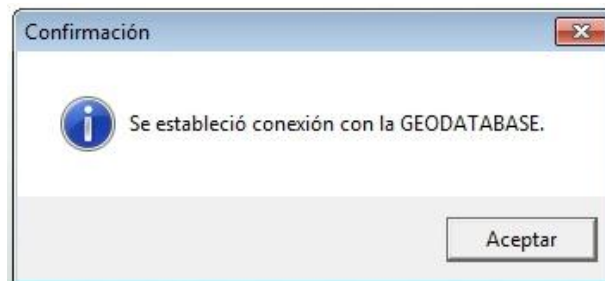 Confirmación
Se estableció conexión con la GEODATABASE.
Aceptar